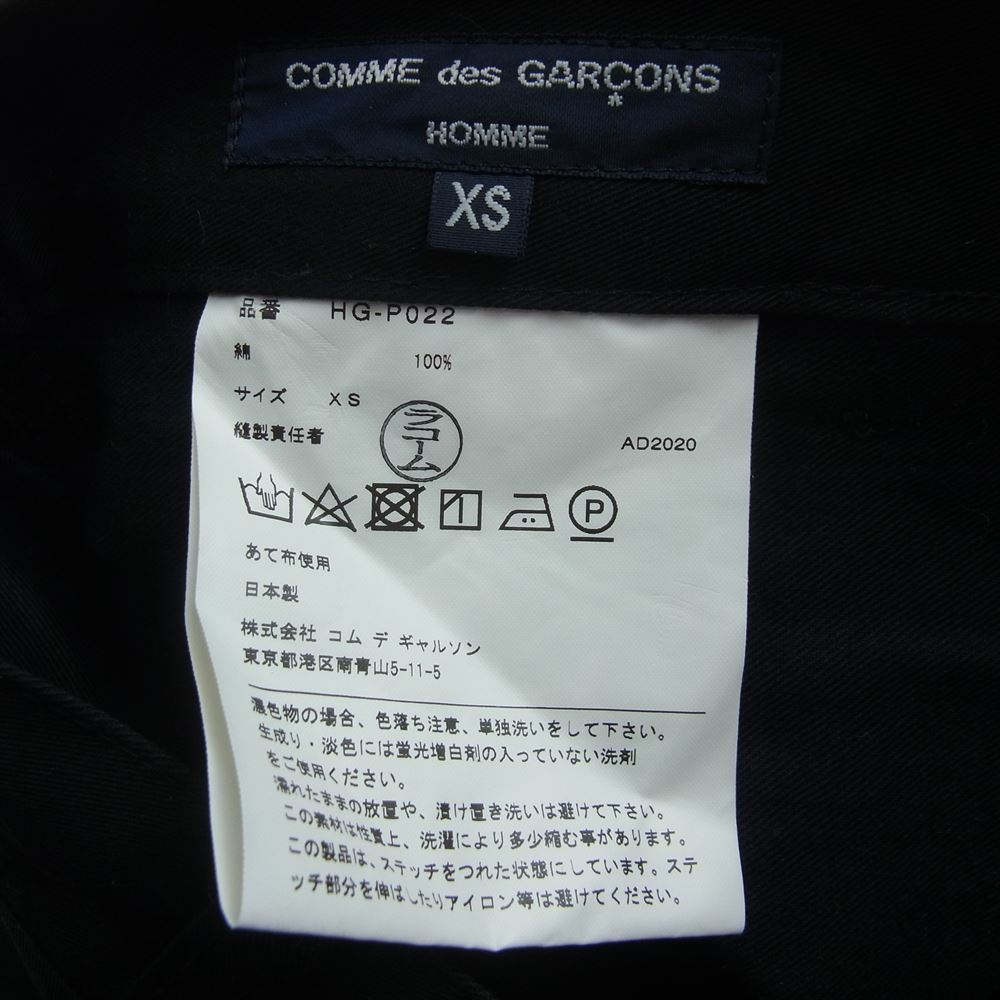 COMME des GARÇONS
HOMME
XS
品番 HG-P022
綿 100%
サイズ XS
縫製責任者 ラコーム AD2020
P
あて布使用
日本製
株式会社 コム デ ギャルソン
東京都港区南青山5-11-5
濃色物の場合、色落ち注意、単独洗いをして下さい。
生成り・淡色には蛍光増白剤の入っていない洗剤
をご使用ください。
濡れたままの放置や、漬け置き洗いは避けて下さい。
この素材は性質上、洗濯により多少縮む事があります。
この製品は、ステッチをつれた状態にしています。ステ
ッチ部分を伸ばしたりアイロン等は避けてください。